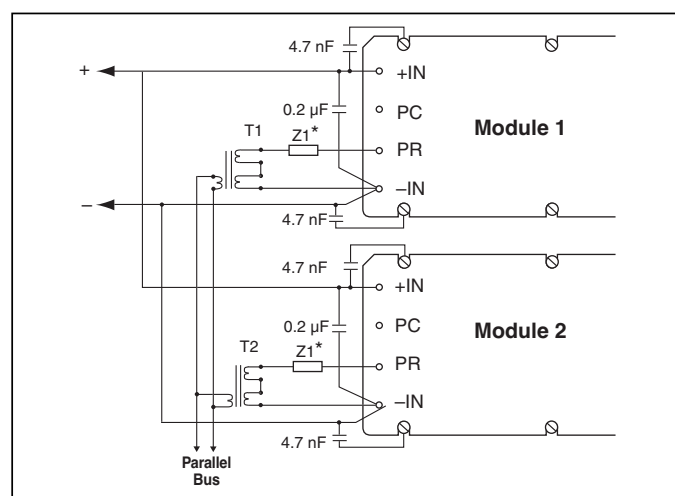 4.7 nF
+
+IN
0.2 µF
PC
T1
Z1*
Module 1
PR
–IN
–
4.7 nF
4.7 nF
+IN
0.2 µF
PC
Module 2
T2
Z1*
PR
–IN
4.7 nF
Parallel
Bus